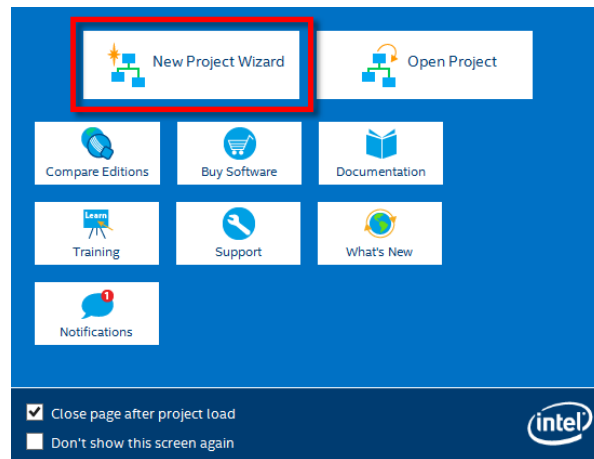 New Project Wizard
Open Project
Compare Editions
Buy Software
Documentation
Learn
Training
Support
What's New
1
Notifications
Close page after project load
Don't show this screen again
intel